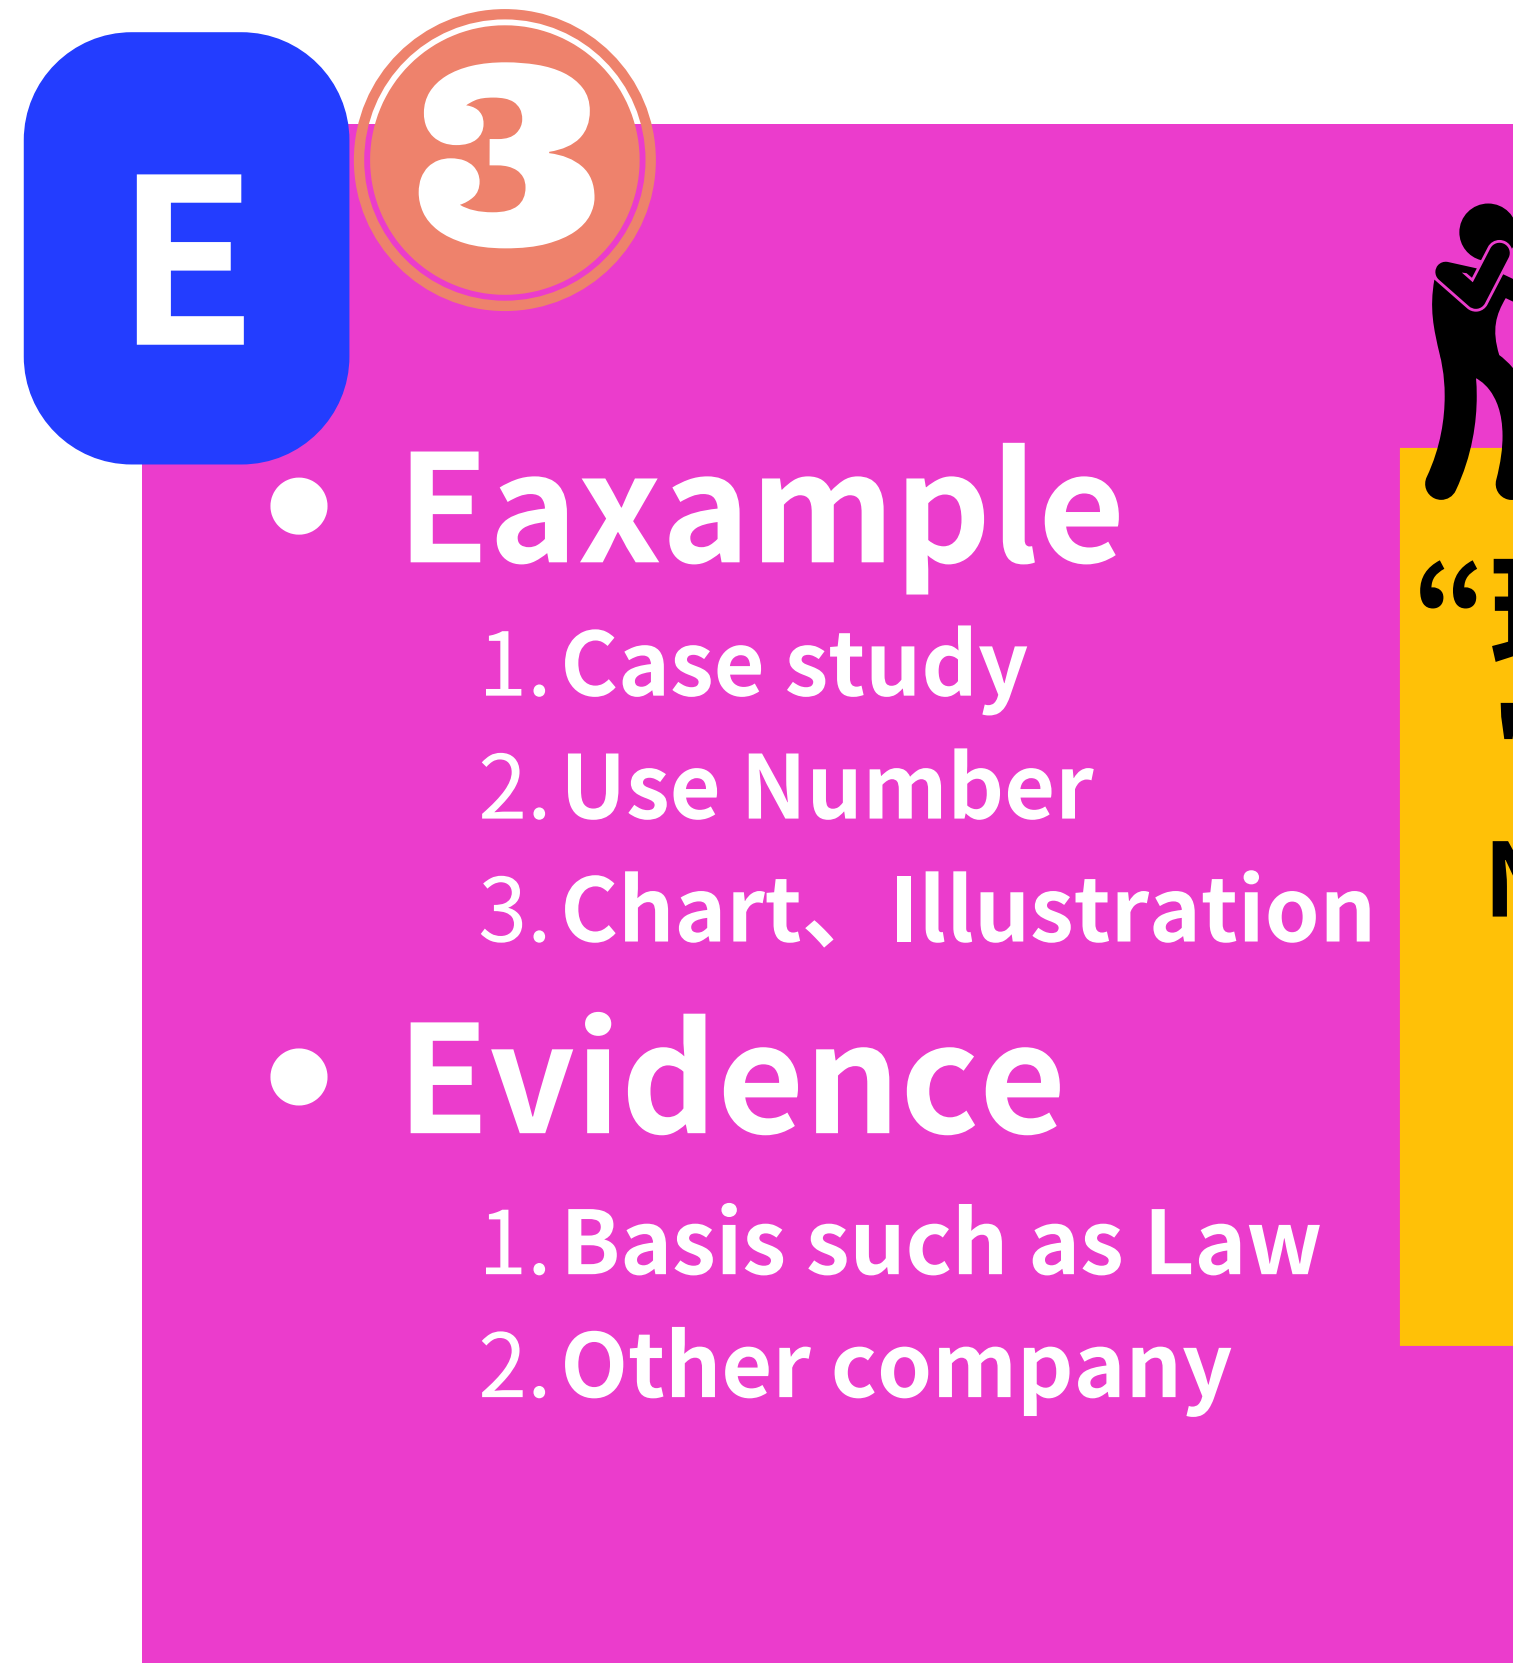 E
3
• Eaxample
1. Case study
2. Use Number
3. Chart、Illustration
• Evidence
1. Basis such as Law
2. Other company
“